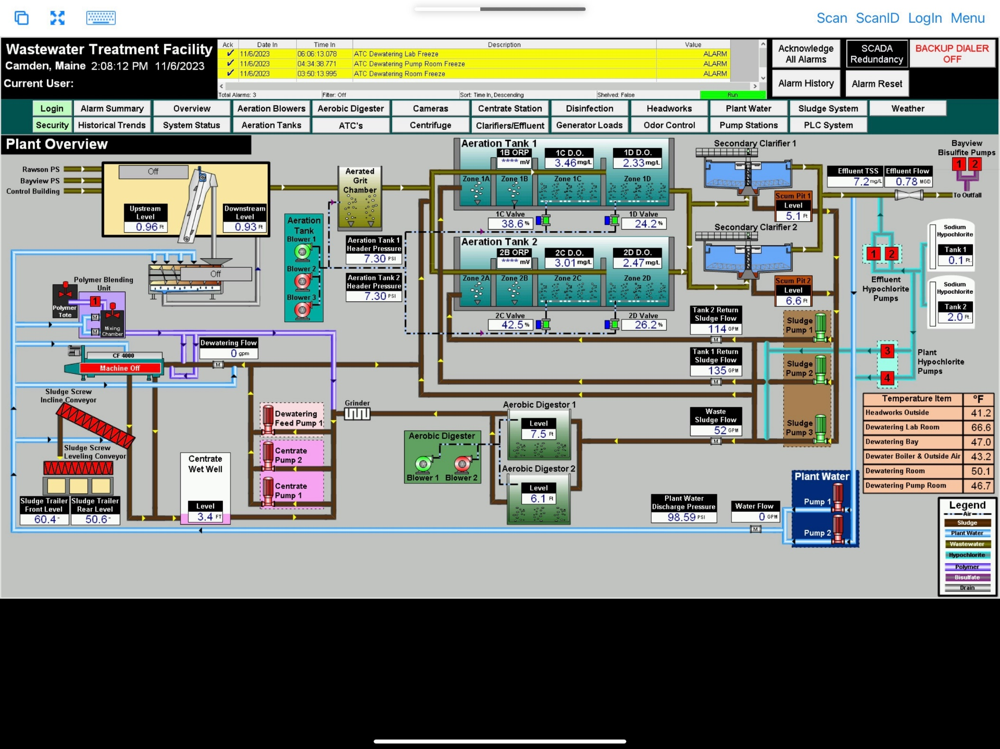 Scan ScanID LogIn Menu
Wastewater Treatment Facility
Camden, Maine 2:08:12 PM 11/6/2023
Current User:
Ack Date In Time In Description Value
11/6/2023 06:06:13.078 ATC Dewatering Lab Freeze ALARM
11/6/2023 04:34:38.771 ATC Dewatering Pump Room Freeze ALARM
11/6/2023 03:50:13.995 ATC Dewatering Room Freeze ALARM
Total Alarms: 3 Filter: Off Sort: Time In, Descending Shelved: False Run
Acknowledge
All Alarms
SCADA
Redundancy
BACKUP DIALER
OFF
Alarm History
Alarm Reset
Login Alarm Summary Overview Aeration Blowers Aerobic Digester Cameras Centrate Station Disinfection Headworks Plant Water Sludge System Weather
Security Historical Trends System Status Aeration Tanks ATC's Centrifuge Clarifiers/Effluent Generator Loads Odor Control Pump Stations PLC System
Plant Overview
Rawson PS
Bayview PS
Control Building
Off
Upstream
Level
0.96 Ft
Downstream
Level
0.93 Ft
Off
Aerated
Grit
Chamber
Aeration
Tank
Blower 1
Blower 2
Blower 3
Aeration Tank 1
Header Pressure
7.30 PSI
Aeration Tank 2
Header Pressure
7.30 PSI
Aeration Tank 1
1B ORP
**** mV
1C D.O.
3.46 mg/L
1D D.O.
2.33 mg/L
Zone 1A Zone 1B Zone 1C Zone 1D
1C Valve
38.6 %
1D Valve
24.2 %
Aeration Tank 2
2B ORP
**** mV
2C D.O.
3.01 mg/L
2D D.O.
2.47 mg/L
Zone 2A Zone 2B Zone 2C Zone 2D
2C Valve
42.5 %
2D Valve
26.2 %
Secondary Clarifier 1
Scum Pit 1
Level
5.1 Ft
Secondary Clarifier 2
Scum Pit 2
Level
6.6 Ft
Effluent TSS
7.2 mg/L
Effluent Flow
0.78 MGD
Bayview
Bisulfite Pumps
1 2
To Outfall
Sodium
Hypochlorite
Tank 1
0.1 Ft.
Sodium
Hypochlorite
Tank 2
2.0 Ft.
1 2
Effluent
Hypochlorite
Pumps
3
4
Plant
Hypochlorite
Pumps
Polymer Blending
Unit
Polymer
Tote
1
M
M
Mixing
Chamber
CF 4000
Machine Off
Dewatering Flow
0 gpm
M
Sludge Screw
Incline Conveyor
Sludge Screw
Leveling Conveyor
Sludge Trailer
Front Level
60.4 "
Sludge Trailer
Rear Level
50.6 "
Centrate
Wet Well
Level
3.4 FT
Dewatering
Feed Pump 1
Centrate
Pump 2
Centrate
Pump 1
Grinder
Aerobic Digester
Blower 1 Blower 2
Aerobic Digestor 1
Level
7.5 Ft
Aerobic Digestor 2
Level
6.1 Ft
Tank 2 Return
Sludge Flow
114 GPM
M
Tank 1 Return
Sludge Flow
135 GPM
M
Waste
Sludge Flow
52 GPM
M
Sludge
Pump 1
Sludge
Pump 2
Sludge
Pump 3
Plant Water
Discharge Pressure
98.59 PSI
Water Flow
0 GPM
M
Plant Water
Pump 1
Pump 2
Temperature Item °F
Headworks Outside 41.2
Dewatering Lab Room 66.6
Dewatering Bay 47.0
Dewater Boiler & Outside Air 43.2
Dewatering Room 50.1
Dewatering Pump Room 46.7
Legend
Air
Sludge
Plant Water
Wastewater
Hypochlorite
Polymer
Bisulfate
Drain